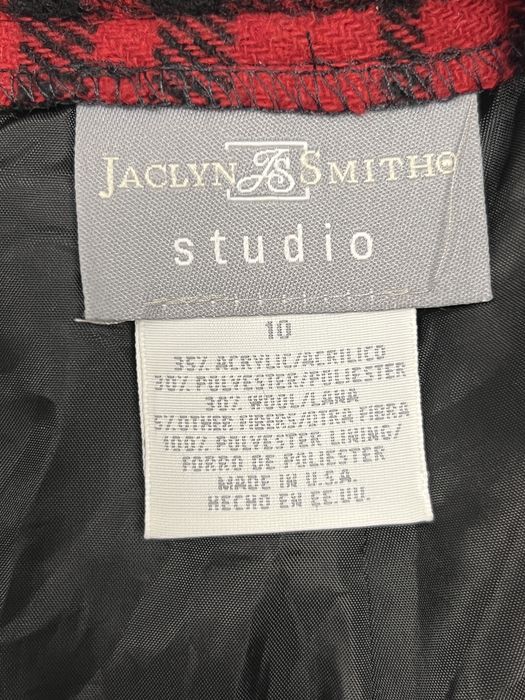 JACLYN JS SMITH®
studio
10
35% ACRYLIC/ACRILICO
30% POLYESTER/POLIESTER
30% WOOL/LANA
5/OTHER FIBERS/OTRA FIBRA
100% POLYESTER LINING/
FORRO DE POLIESTER
MADE IN U.S.A.
HECHO EN EE.UU.